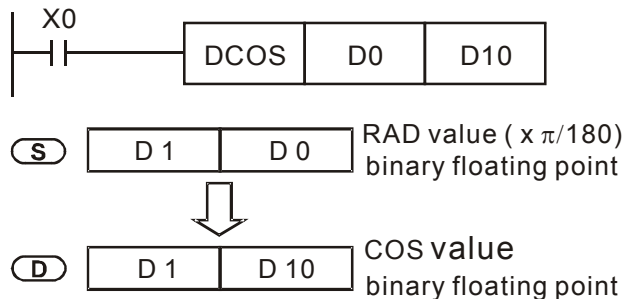 X0
DCOS D0 D10
S D 1 D 0 RAD value ( x π/180)
binary floating point
D D 1 D 10 COS value
binary floating point